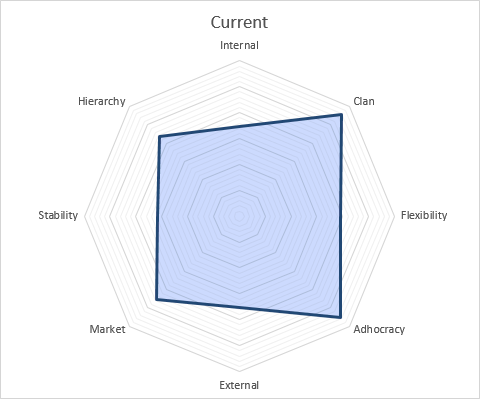 Current
Internal
Hierarchy
Clan
Stability
Flexibility
Market
Adhocracy
External